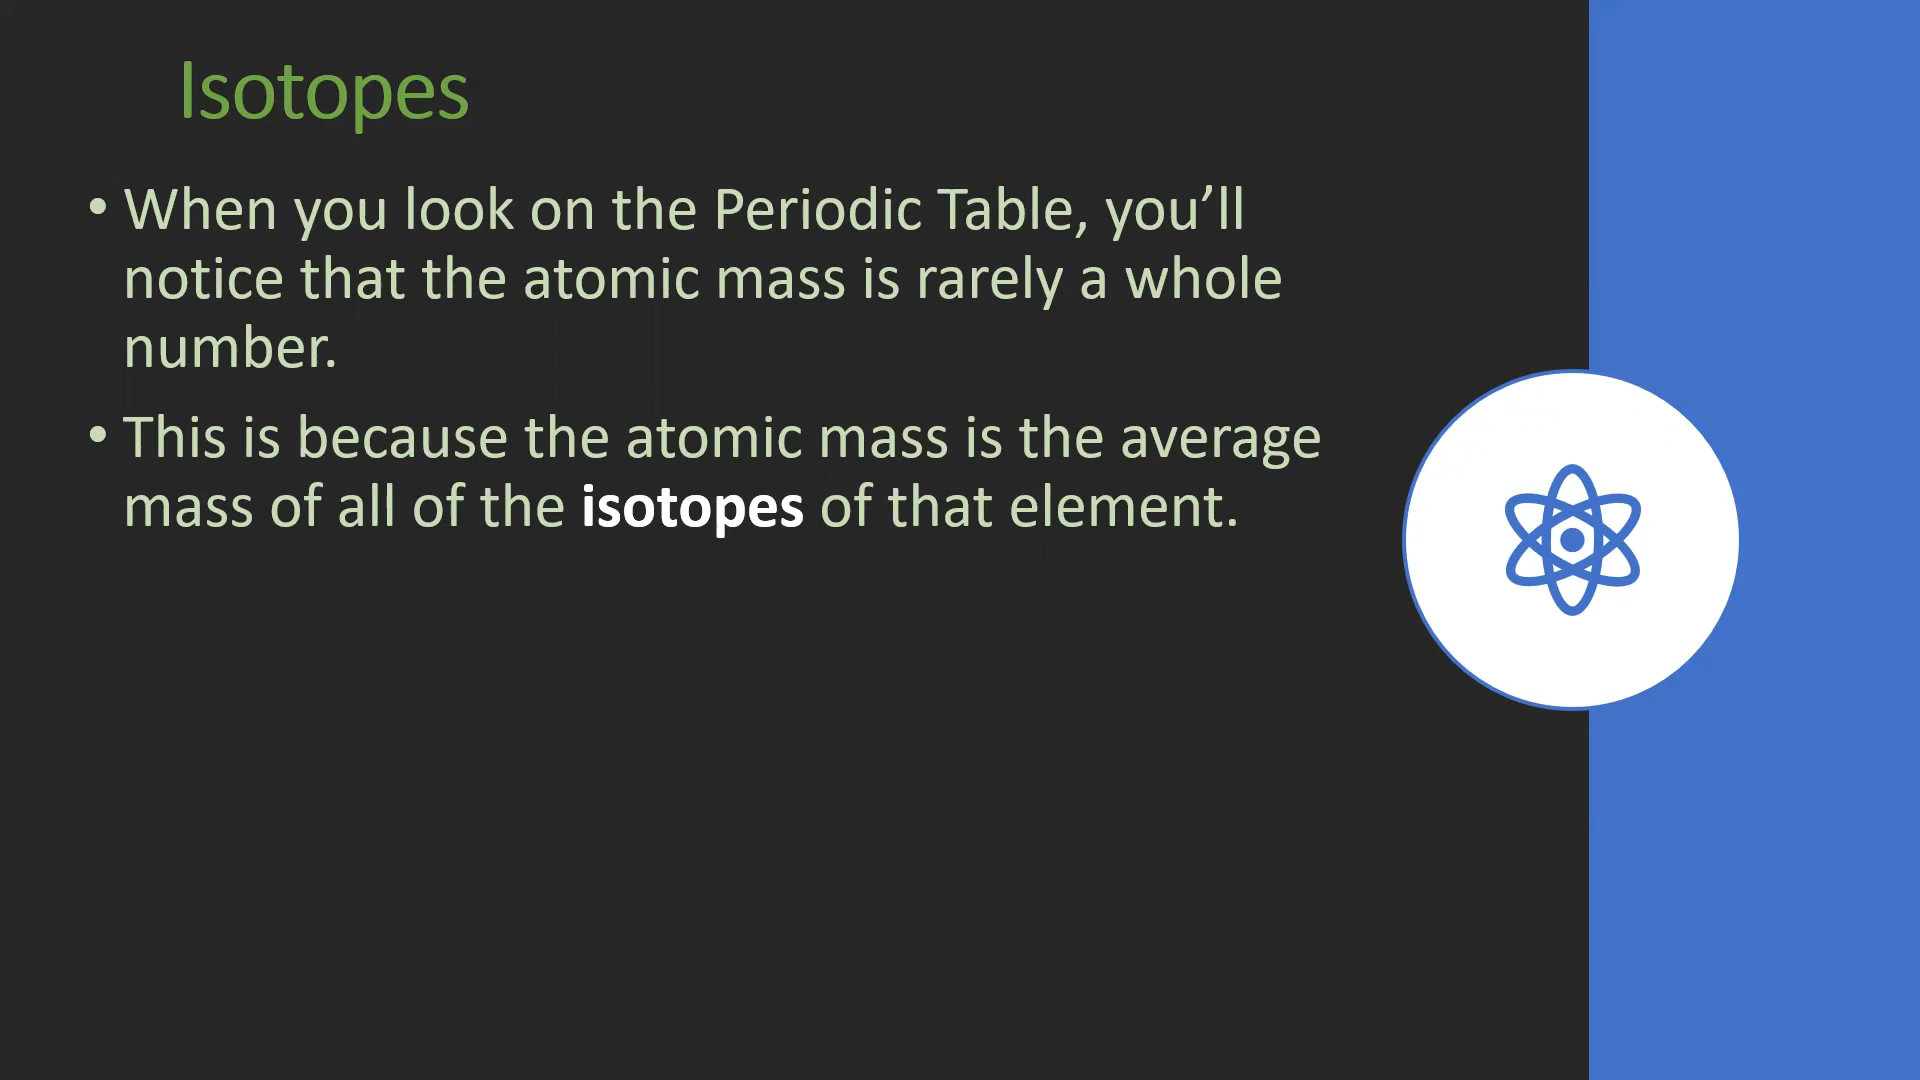 Isotopes
• When you look on the Periodic Table, you’ll
notice that the atomic mass is rarely a whole
number.
• This is because the atomic mass is the average
mass of all of the isotopes of that element.